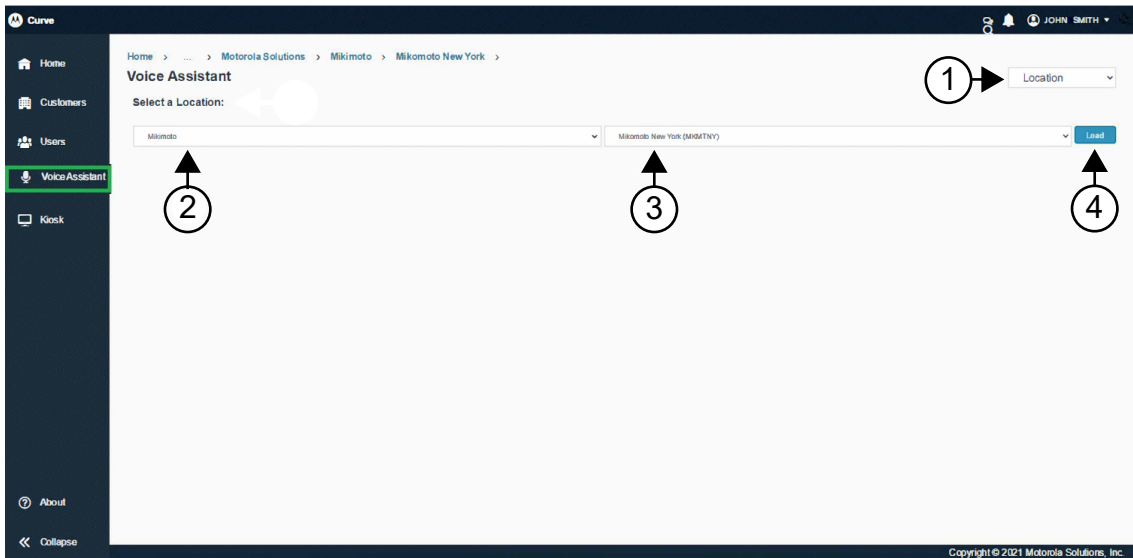 Curve
JOHN SMITH
Home
Customers
Users
Voice Assistant
Kiosk
About
Collapse
Home > ... > Motorola Solutions > Mikimoto > Mikomoto New York >
Voice Assistant
Location
1
Select a Location:
Mikimoto
Mikomoto New York (MKMTNY)
Load
2
3
4
Copyright © 2021 Motorola Solutions, Inc.